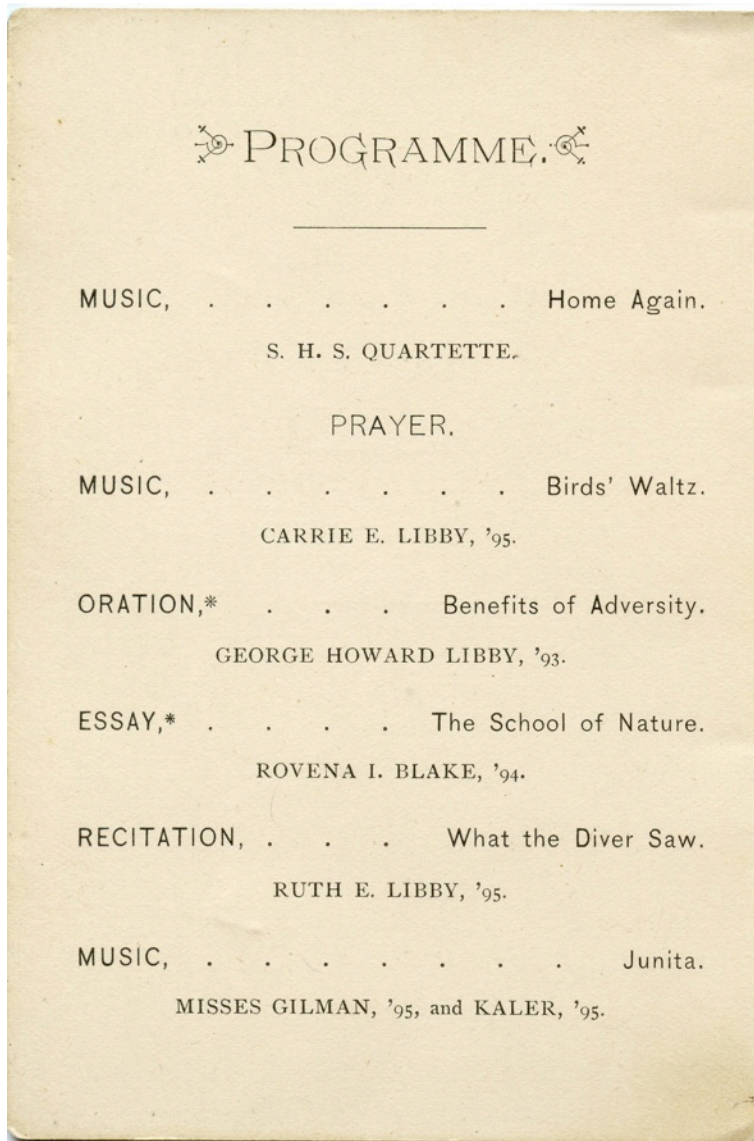 PROGRAMME.
MUSIC, . . . . . . Home Again.
S. H. S. QUARTETTE.
PRAYER.
MUSIC, . . . . . . Birds' Waltz.
CARRIE E. LIBBY, '95.
ORATION,* . . . Benefits of Adversity.
GEORGE HOWARD LIBBY, '93.
ESSAY,* . . . . The School of Nature.
ROVENA I. BLAKE, '94.
RECITATION, . . . What the Diver Saw.
RUTH E. LIBBY, '95.
MUSIC, . . . . . . . Junita.
MISSES GILMAN, '95, and KALER, '95.